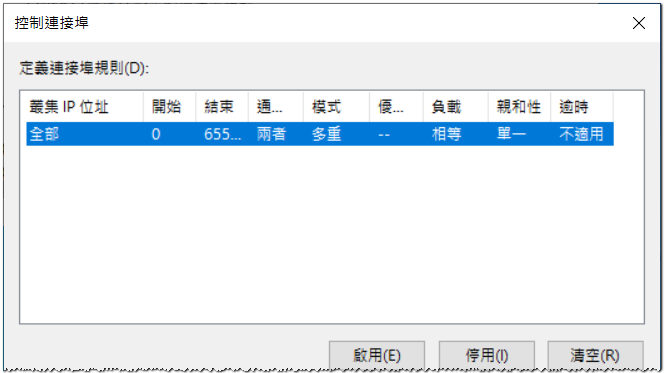 控制連接埠
定義連接埠規則(D):
叢集 IP 位址 開始 結束 通... 模式 優... 負載 親和性 逾時
全部 0 655... 兩者 多重 -- 相等 單一 不適用
啟用(E) 停用(I) 清空(R)